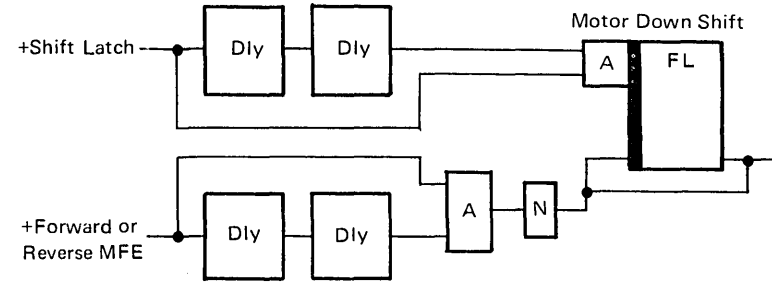 Motor Down Shift
+Shift Latch
Dly
Dly
A
FL
A
N
+Forward or
Reverse MFE
Dly
Dly